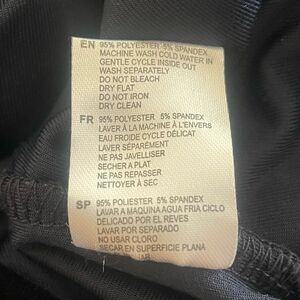 EN 95% POLYESTER 5% SPANDEX
MACHINE WASH COLD WATER IN
GENTLE CYCLE INSIDE OUT
WASH SEPARATELY
DO NOT BLEACH
DRY FLAT
DO NOT IRON
DRY CLEAN
FR 95% POLYESTER 5% SPANDEX
LAVER À LA MACHINE À L'ENVERS
EAU FROIDE CYCLE DÉLICAT
LAVER SÉPARÉMENT
NE PAS JAVELLISER
SECHER A PLAT
NE PAS REPASSER
NETTOYER À SEC
SP 95% POLYESTER 5% SPANDEX
LAVAR A MAQUINA AGUA FRIA CICLO
DELICADO POR EL REVES
LAVAR POR SEPARADO
NO USAR CLORO
SECAR EN SUPERFICIE PLANA